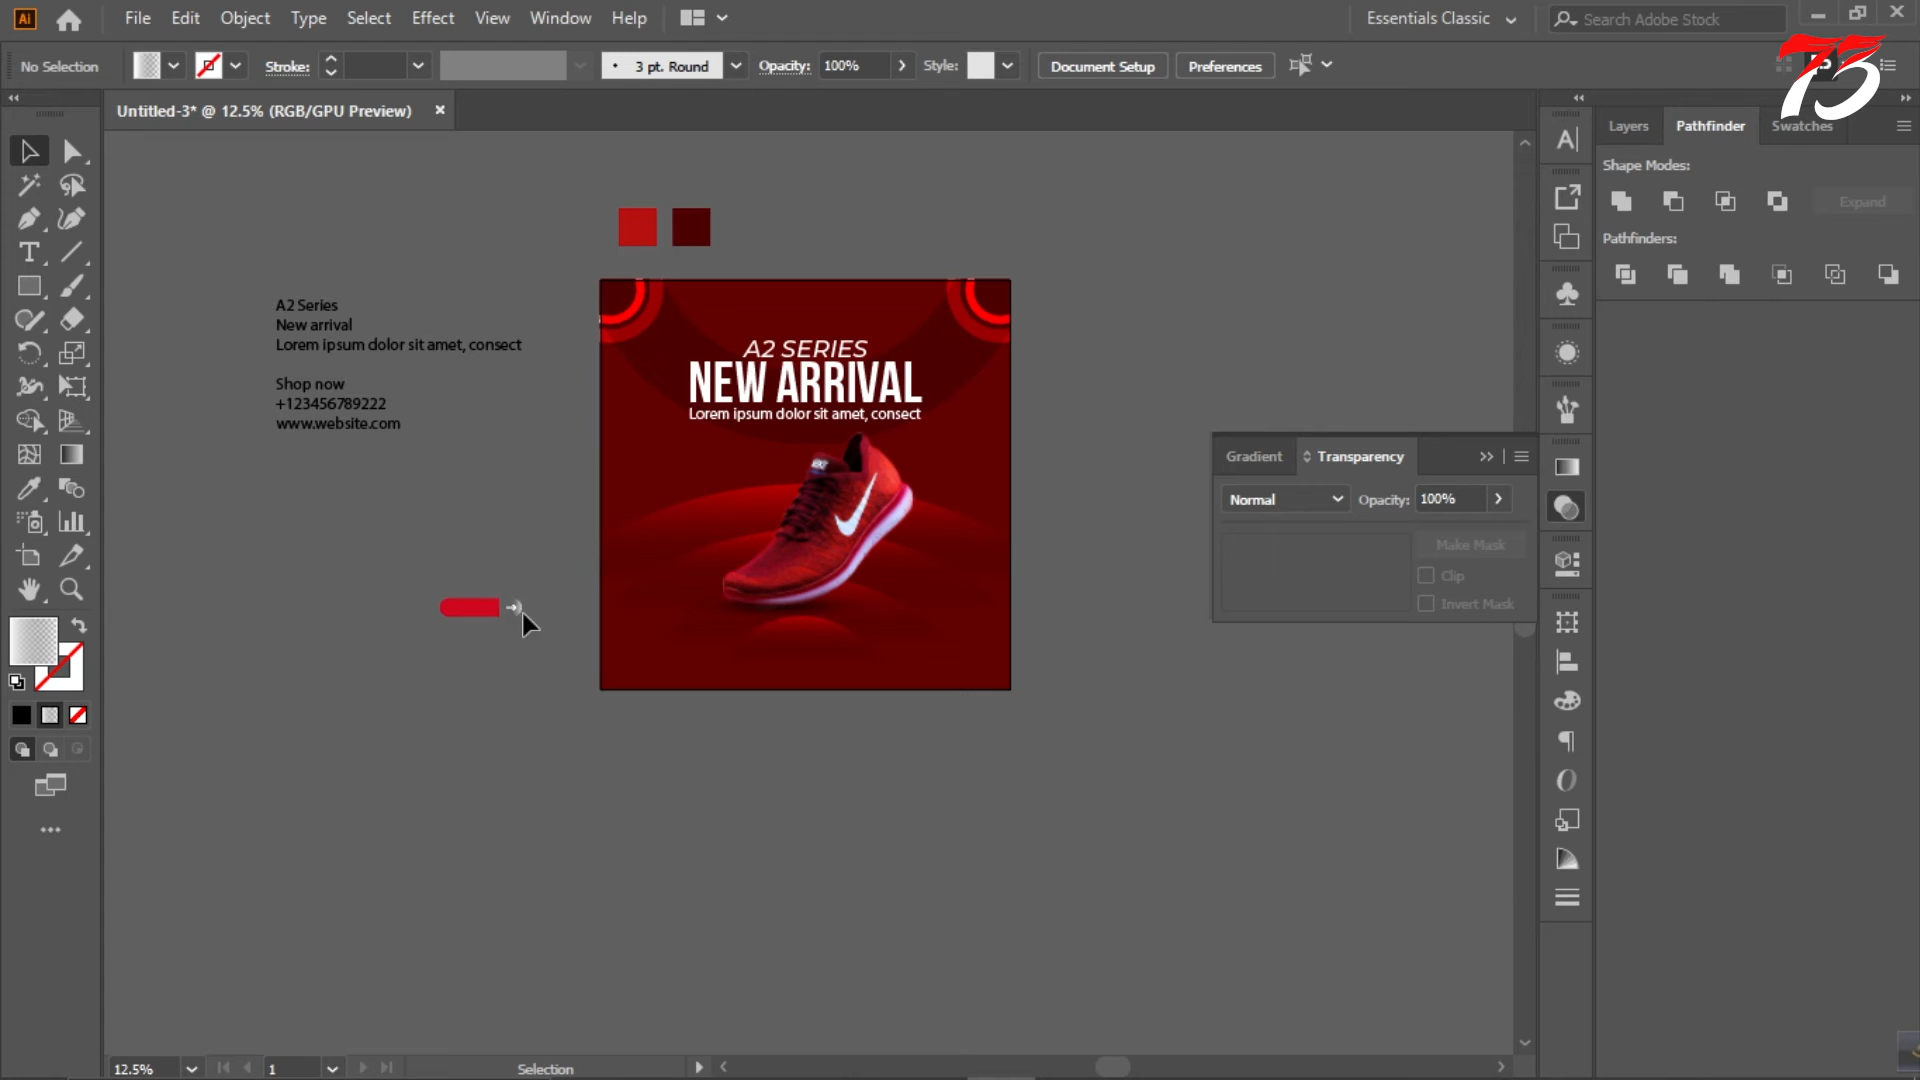 Ai File Edit Object Type Select Effect View Window Help Essentials Classic Search Adobe Stock
No Selection Stroke: 3 pt. Round Opacity: 100% Style: Document Setup Preferences
73
Untitled-3* @ 12.5% (RGB/GPU Preview)
Layers Pathfinder Swatches
Shape Modes:
Expand
Pathfinders:
A2 Series
New arrival
Lorem ipsum dolor sit amet, consect
Shop now
+123456789222
www.website.com
A2 SERIES
NEW ARRIVAL
Lorem ipsum dolor sit amet, consect
Gradient Transparency
Normal Opacity: 100%
Make Mask
Clip
Invert Mask
12.5% 1 Selection